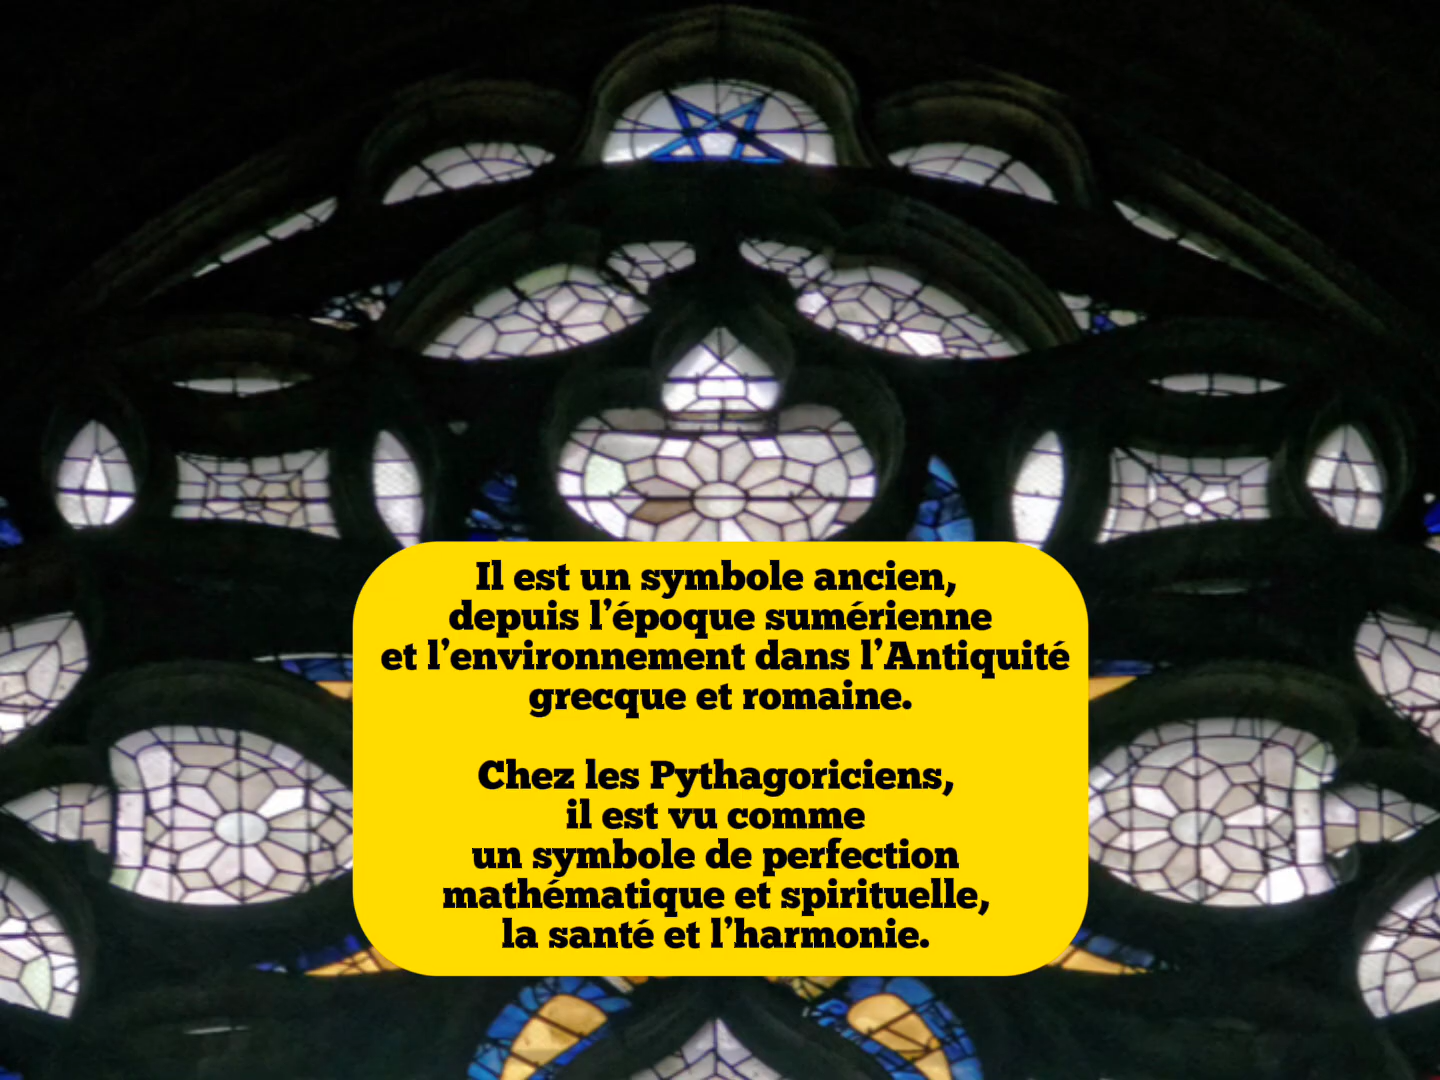 Il est un symbole ancien,
depuis l’époque sumérienne
et l’environnement dans l’Antiquité
grecque et romaine.
Chez les Pythagoriciens,
il est vu comme
un symbole de perfection
mathématique et spirituelle,
la santé et l’harmonie.